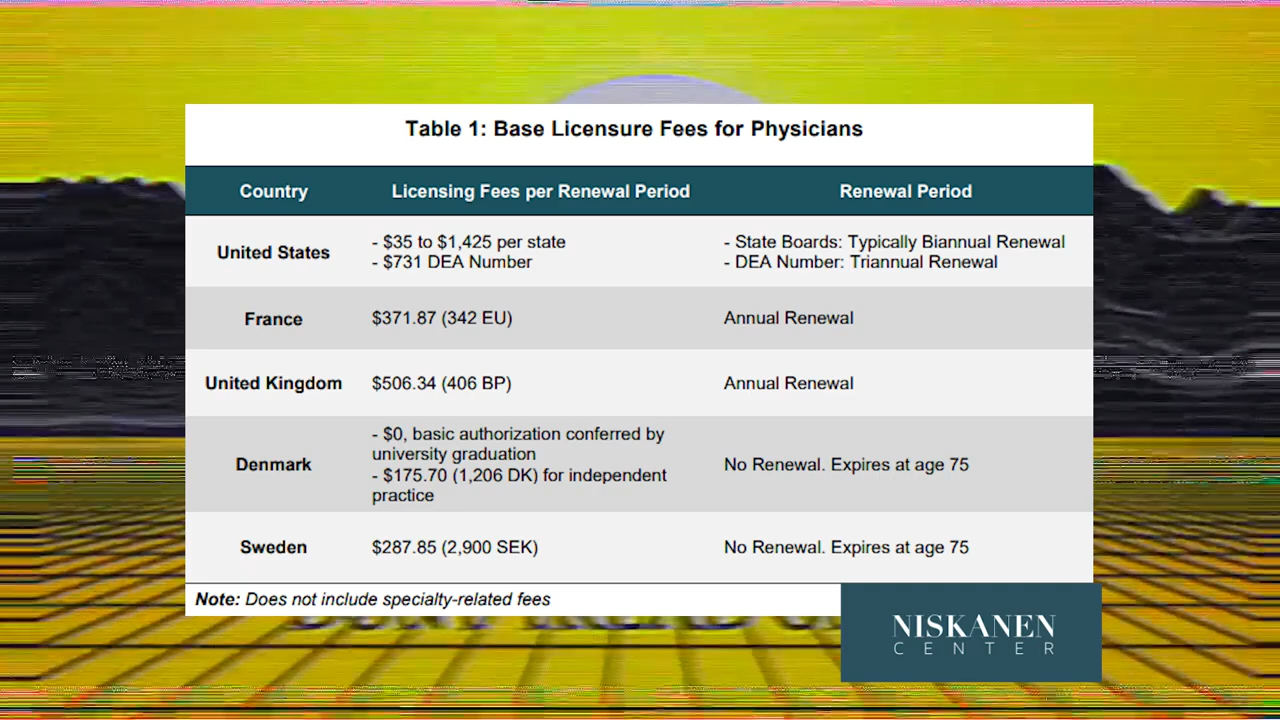 Table 1: Base Licensure Fees for Physicians
Country Licensing Fees per Renewal Period Renewal Period
United States
- $35 to $1,425 per state
- $731 DEA Number
- State Boards: Typically Biannual Renewal
- DEA Number: Triannual Renewal
France $371.87 (342 EU) Annual Renewal
United Kingdom $506.34 (406 BP) Annual Renewal
Denmark
- $0, basic authorization conferred by
university graduation
- $175.70 (1,206 DK) for independent
practice
No Renewal. Expires at age 75
Sweden $287.85 (2,900 SEK) No Renewal. Expires at age 75
Note: Does not include specialty-related fees
NISKANEN
CENTER